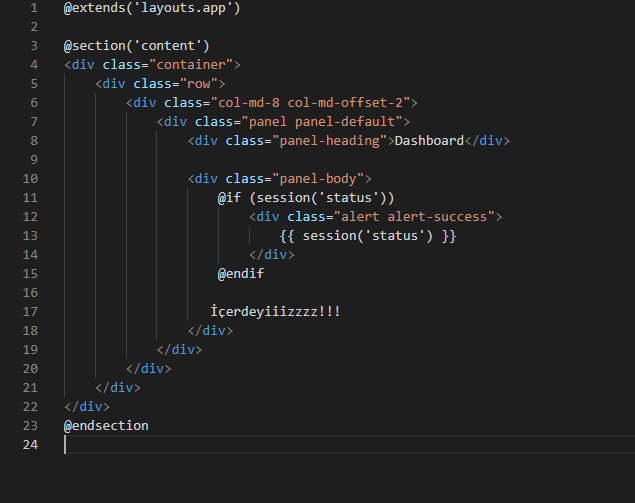 1 @extends('layouts.app')
2
3 @section('content')
4 <div class="container">
5     <div class="row">
6         <div class="col-md-8 col-md-offset-2">
7             <div class="panel panel-default">
8                 <div class="panel-heading">Dashboard</div>
9
10                 <div class="panel-body">
11                     @if (session('status'))
12                         <div class="alert alert-success">
13                             {{ session('status') }}
14                         </div>
15                     @endif
16
17                    İçerdeyiiizzzz!!!
18                 </div>
19             </div>
20         </div>
21     </div>
22 </div>
23 @endsection
24